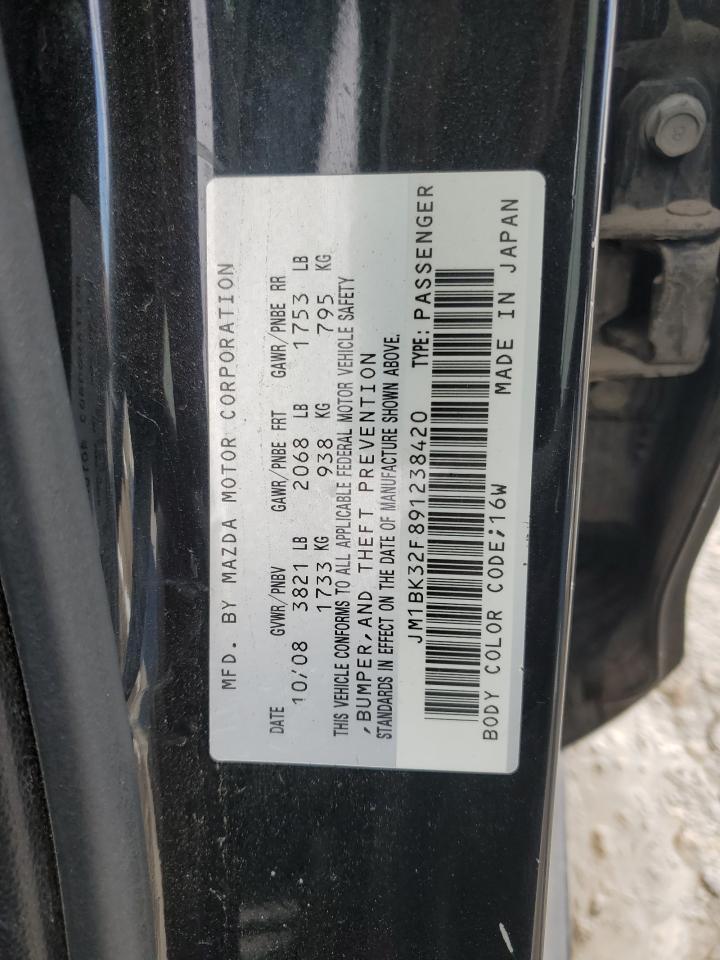 MFD. BY MAZDA MOTOR CORPORATION
DATE GVWR/PNBV GAWR/PNBE FRT GAWR/PNBE RR
10/08 3821 LB 2068 LB 1753 LB
1733 KG 938 KG 795 KG
THIS VEHICLE CONFORMS TO ALL APPLICABLE FEDERAL MOTOR VEHICLE SAFETY
,BUMPER,AND THEFT PREVENTION
STANDARDS IN EFFECT ON THE DATE OF MANUFACTURE SHOWN ABOVE.
JM1BK32F891238420 TYPE: PASSENGER
BODY COLOR CODE;16W MADE IN JAPAN
8